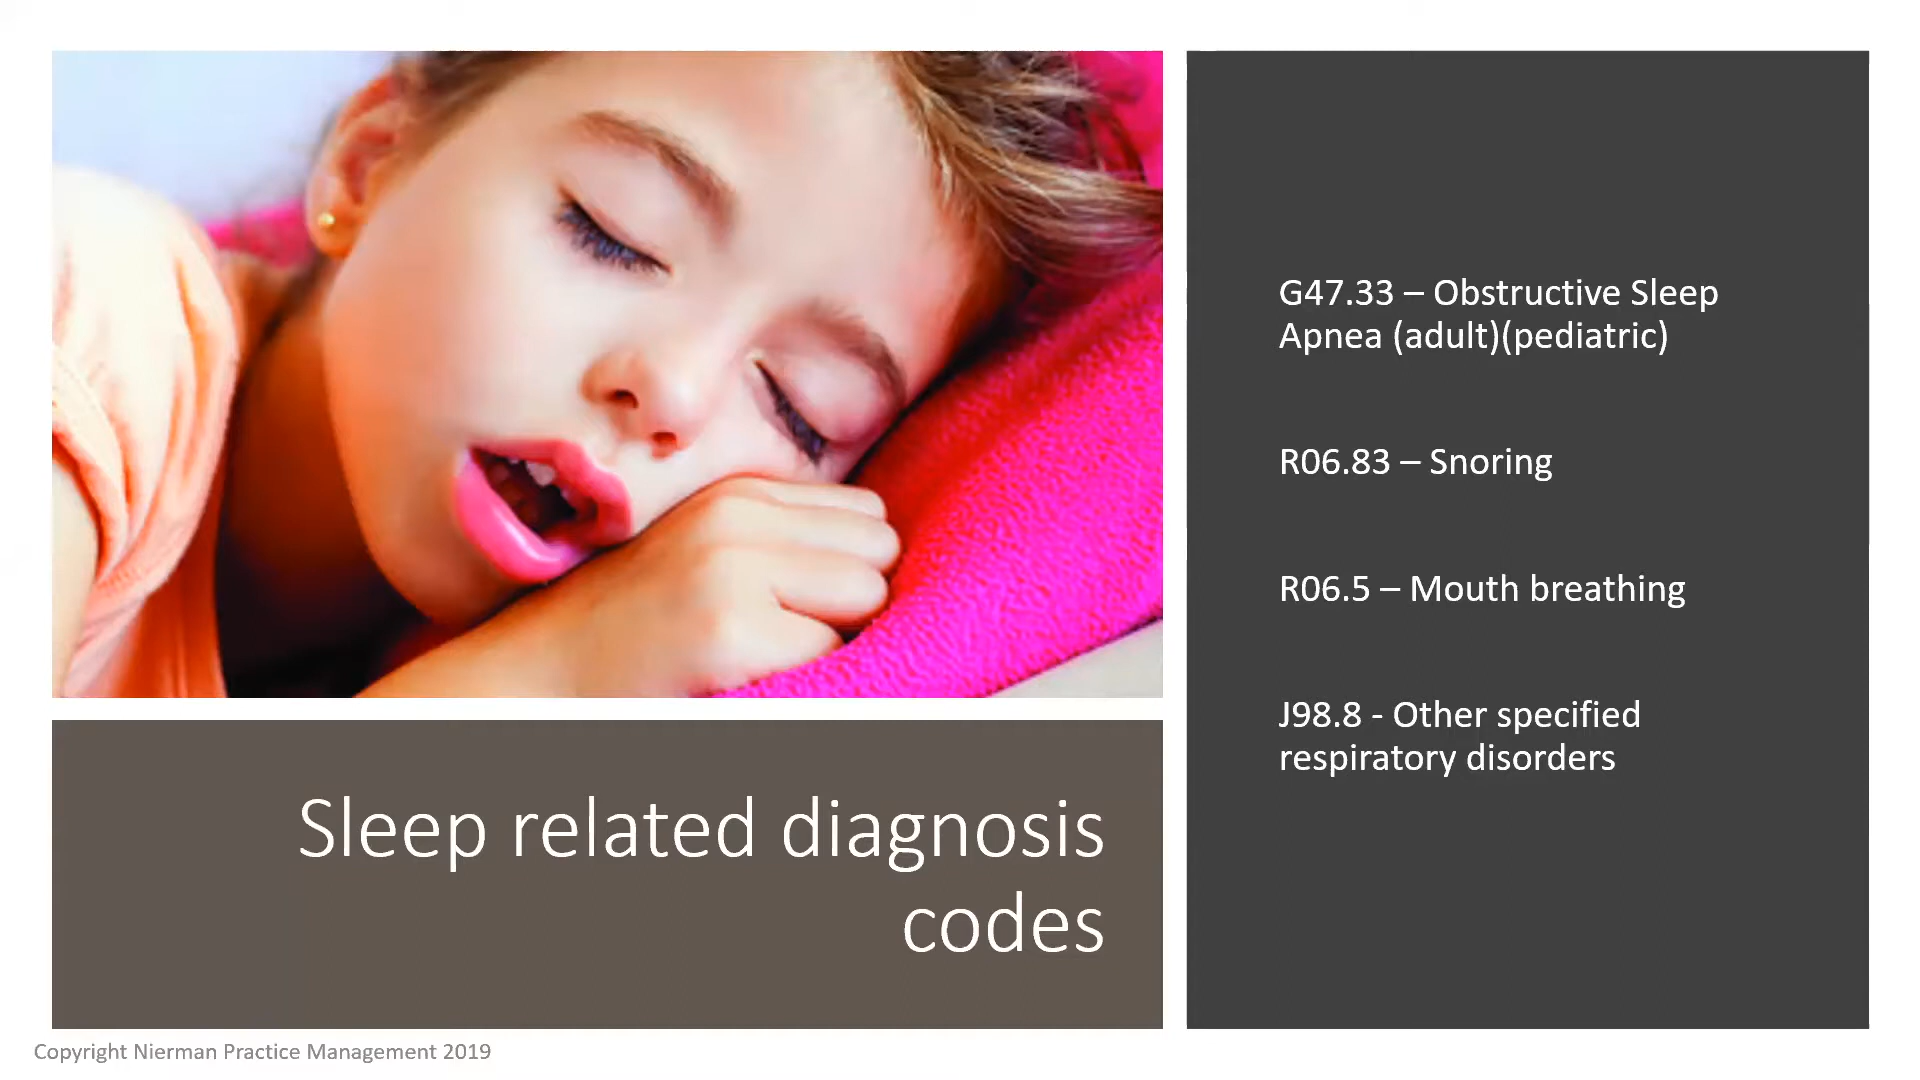 G47.33 – Obstructive Sleep
Apnea (adult)(pediatric)
R06.83 – Snoring
R06.5 – Mouth breathing
J98.8 - Other specified
respiratory disorders
Sleep related diagnosis
codes
Copyright Nierman Practice Management 2019